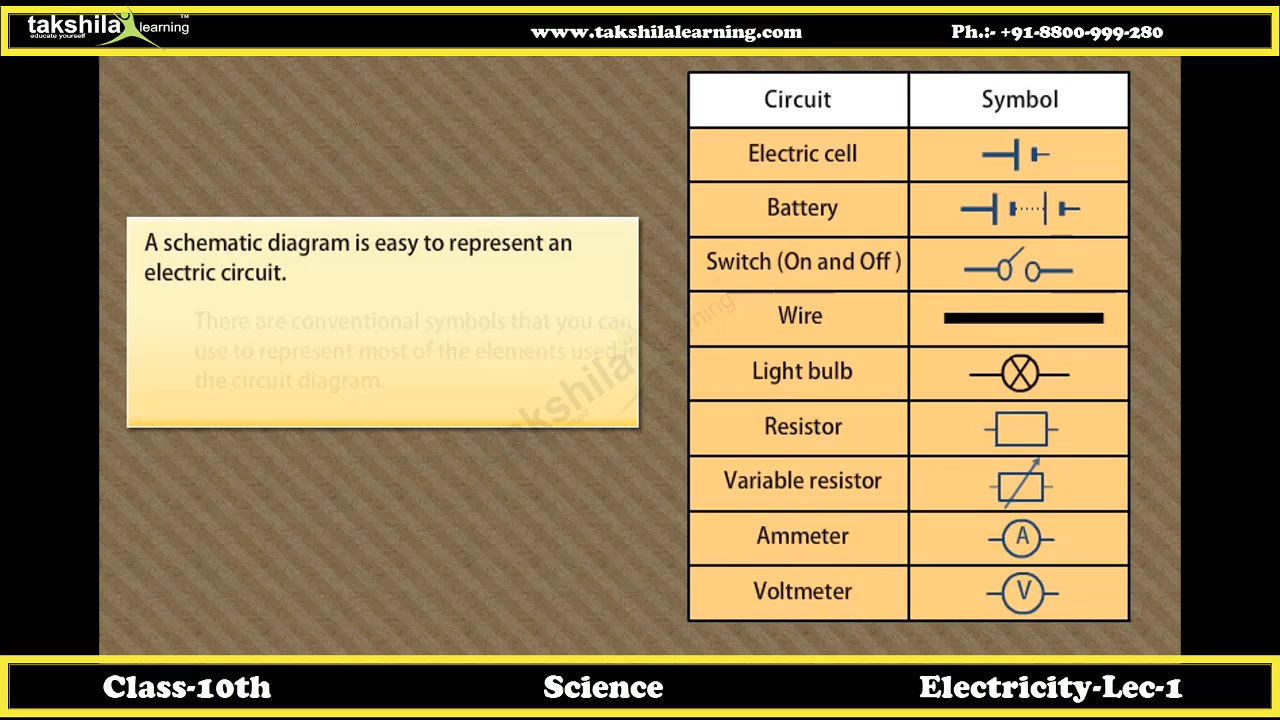 takshila learning
TM
educate yourself
www.takshilalearning.com
Ph.:- +91-8800-999-280
A schematic diagram is easy to represent an
electric circuit.
There are conventional symbols that you can
use to represent most of the elements used
the circuit diagram.
Circuit Symbol
Electric cell
Battery
Switch (On and Off )
Wire
Light bulb
Resistor
Variable resistor
Ammeter A
Voltmeter V
Class-10th
Science
Electricity-Lec-1